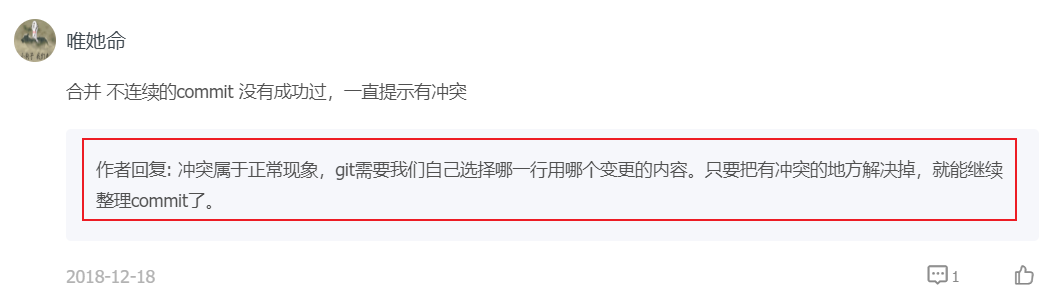 唯她命
合并 不连续的commit 没有成功过，一直提示有冲突
作者回复: 冲突属于正常现象，git需要我们自己选择哪一行用哪个变更的内容。只要把有冲突的地方解决掉，就能继续
整理commit了。
2018-12-18
1